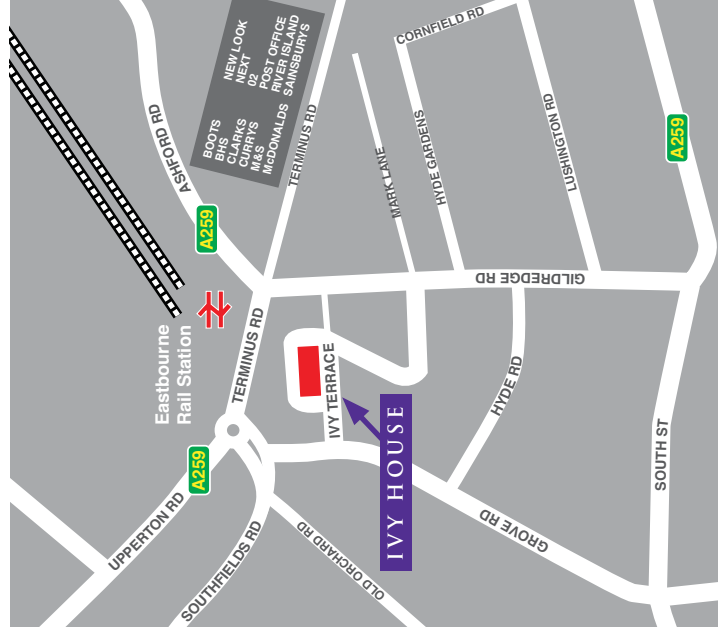 CORNFIELD RD
NEW LOOK
NEXT
02
POST OFFICE
RIVER ISLAND
SAINSBURYS
BOOTS
BHS
CLARKS
CURRYS
M&S
McDONALDS
ASHFORD RD
TERMINUS RD
MARK LANE
HYDE GARDENS
LUSHINGTON RD
A259
A259
GILDREDGE RD
Eastbourne
Rail Station
TERMINUS RD
IVY TERRACE
HYDE RD
IVY HOUSE
SOUTH ST
A259
UPPERTON RD
SOUTHFIELDS RD
OLD ORCHARD RD
GROVE RD